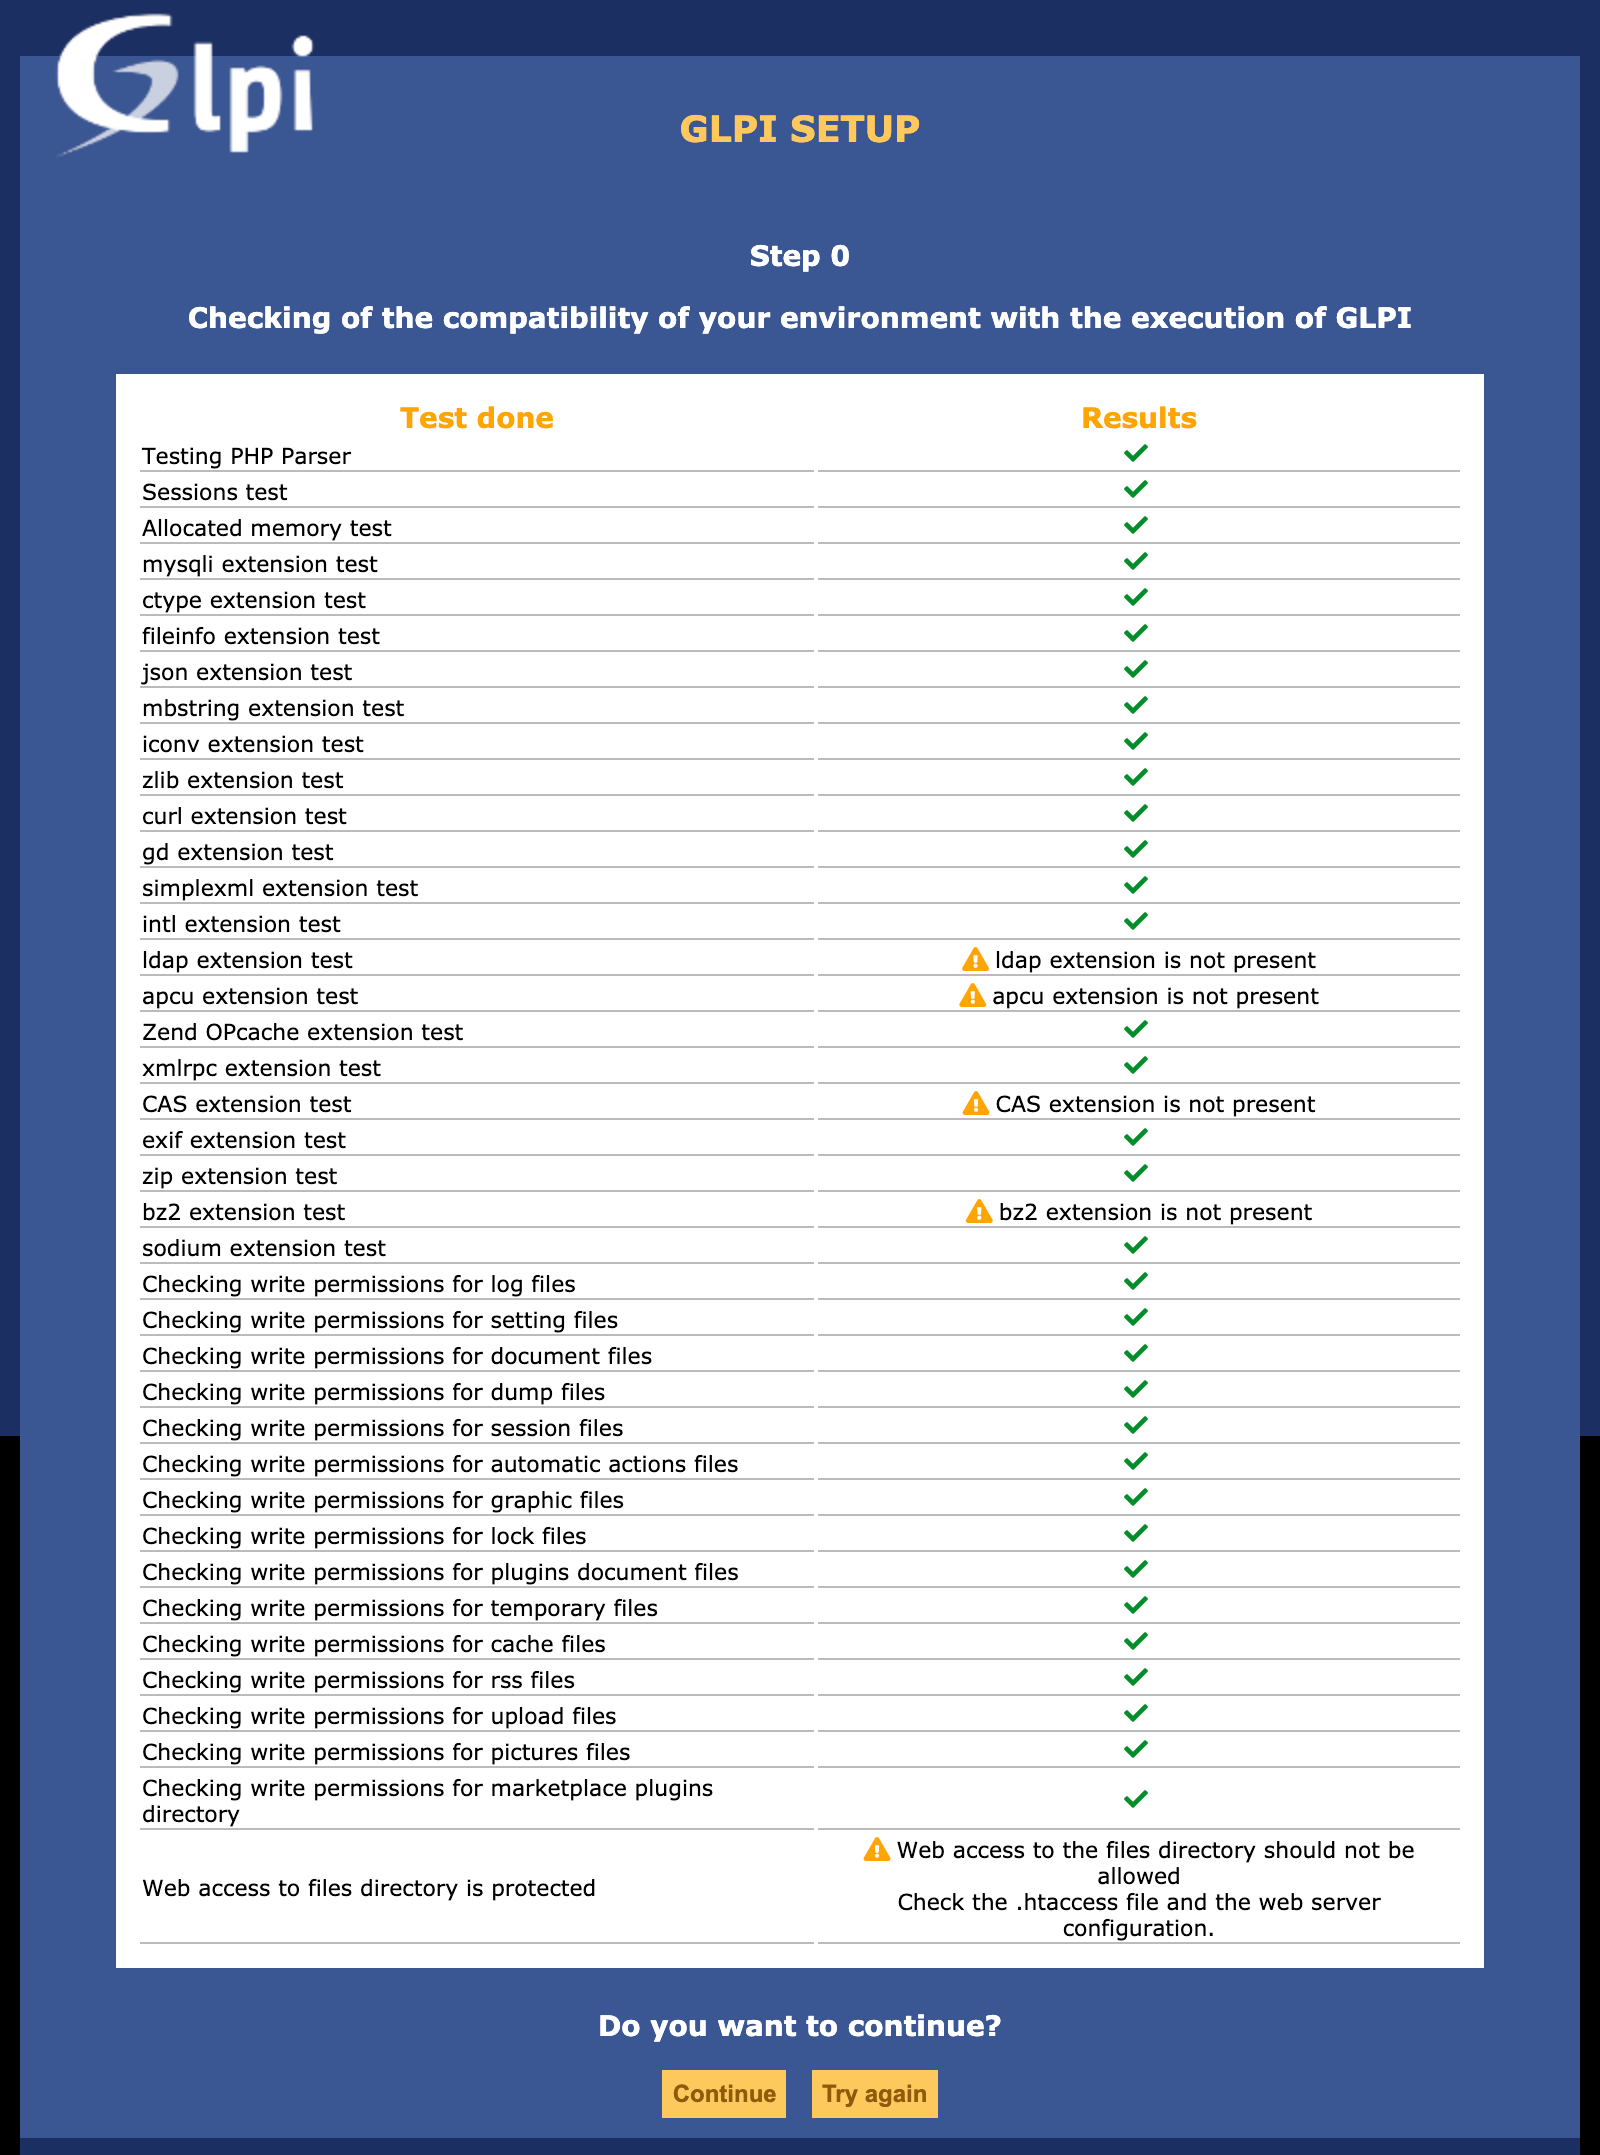 Glpi
GLPI SETUP
Step 0
Checking of the compatibility of your environment with the execution of GLPI
Test done Results
Testing PHP Parser
Sessions test
Allocated memory test
mysqli extension test
ctype extension test
fileinfo extension test
json extension test
mbstring extension test
iconv extension test
zlib extension test
curl extension test
gd extension test
simplexml extension test
intl extension test
ldap extension test ldap extension is not present
apcu extension test apcu extension is not present
Zend OPcache extension test
xmlrpc extension test
CAS extension test CAS extension is not present
exif extension test
zip extension test
bz2 extension test bz2 extension is not present
sodium extension test
Checking write permissions for log files
Checking write permissions for setting files
Checking write permissions for document files
Checking write permissions for dump files
Checking write permissions for session files
Checking write permissions for automatic actions files
Checking write permissions for graphic files
Checking write permissions for lock files
Checking write permissions for plugins document files
Checking write permissions for temporary files
Checking write permissions for cache files
Checking write permissions for rss files
Checking write permissions for upload files
Checking write permissions for pictures files
Checking write permissions for marketplace plugins
directory
Web access to files directory is protected
Web access to the files directory should not be
allowed
Check the .htaccess file and the web server
configuration.
Do you want to continue?
Continue Try again